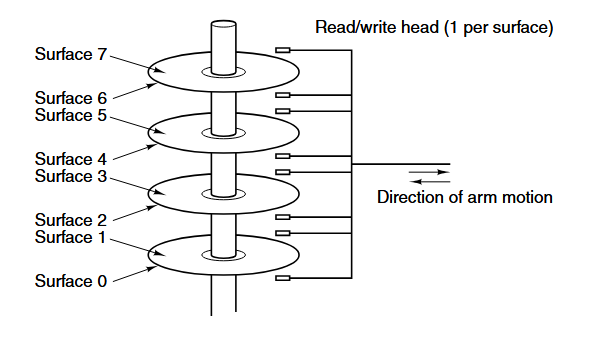 Read/write head (1 per surface)
Surface 7
Surface 6
Surface 5
Surface 4
Surface 3
Direction of arm motion
Surface 2
Surface 1
Surface 0